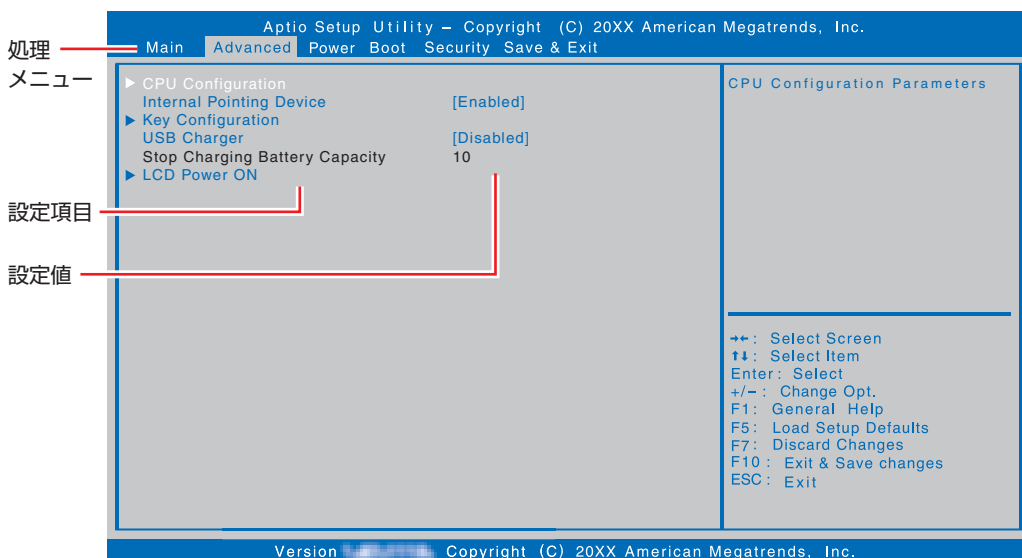 Aptio Setup Utility – Copyright (C) 20XX American Megatrends, Inc.
処理
メニュー
Main Advanced Power Boot Security Save & Exit
▶ CPU Configuration
Internal Pointing Device [Enabled]
▶ Key Configuration
USB Charger [Disabled]
Stop Charging Battery Capacity 10
▶ LCD Power ON
設定項目
設定値
CPU Configuration Parameters
→←: Select Screen
↑↓: Select Item
Enter: Select
+/–: Change Opt.
F1: General Help
F5: Load Setup Defaults
F7: Discard Changes
F10: Exit & Save changes
ESC: Exit
Version Copyright (C) 20XX American Megatrends, Inc.